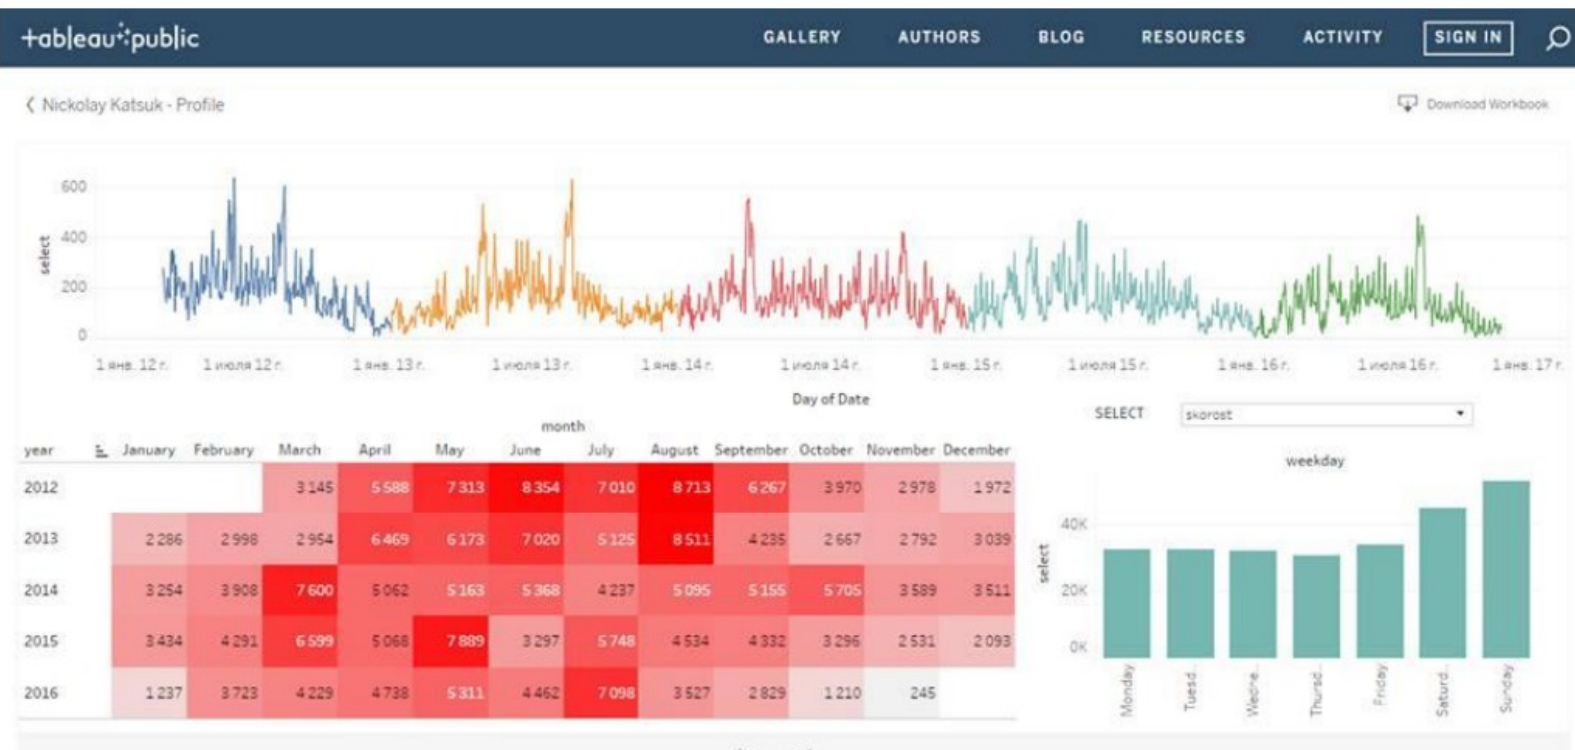 +ableau public
GALLERY AUTHORS BLOG RESOURCES ACTIVITY SIGN IN
Nickolay Katsuk - Profile
Download Workbook
600
400
200
0
select
1 янв. 12 г. 1 июля 12 г. 1 янв. 13 г. 1 июля 13 г. 1 янв. 14 г. 1 июля 14 г. 1 янв. 15 г. 1 июля 15 г. 1 янв. 16 г. 1 июля 16 г. 1 янв. 17 г.
Day of Date
SELECT skorost
month
year January February March April May June July August September October November December
2012 3 145 5 588 7 313 8 354 7 010 8 713 6 267 3 970 2 978 1 972
2013 2 286 2 998 2 954 6 469 6 173 7 020 5 125 8 511 4 235 2 667 2 792 3 039
2014 3 254 3 908 7 600 5 062 5 163 5 368 4 237 5 095 5 155 5 705 3 589 3 511
2015 3 434 4 291 6 599 5 068 7 889 3 297 5 748 4 534 4 332 3 296 2 531 2 093
2016 1 237 3 723 4 229 4 738 5 311 4 462 7 098 3 527 2 829 1 210 245
weekday
40K
20K
0K
select
Monday Tuesd.. Wedne.. Thursd.. Friday Saturd.. Sunday